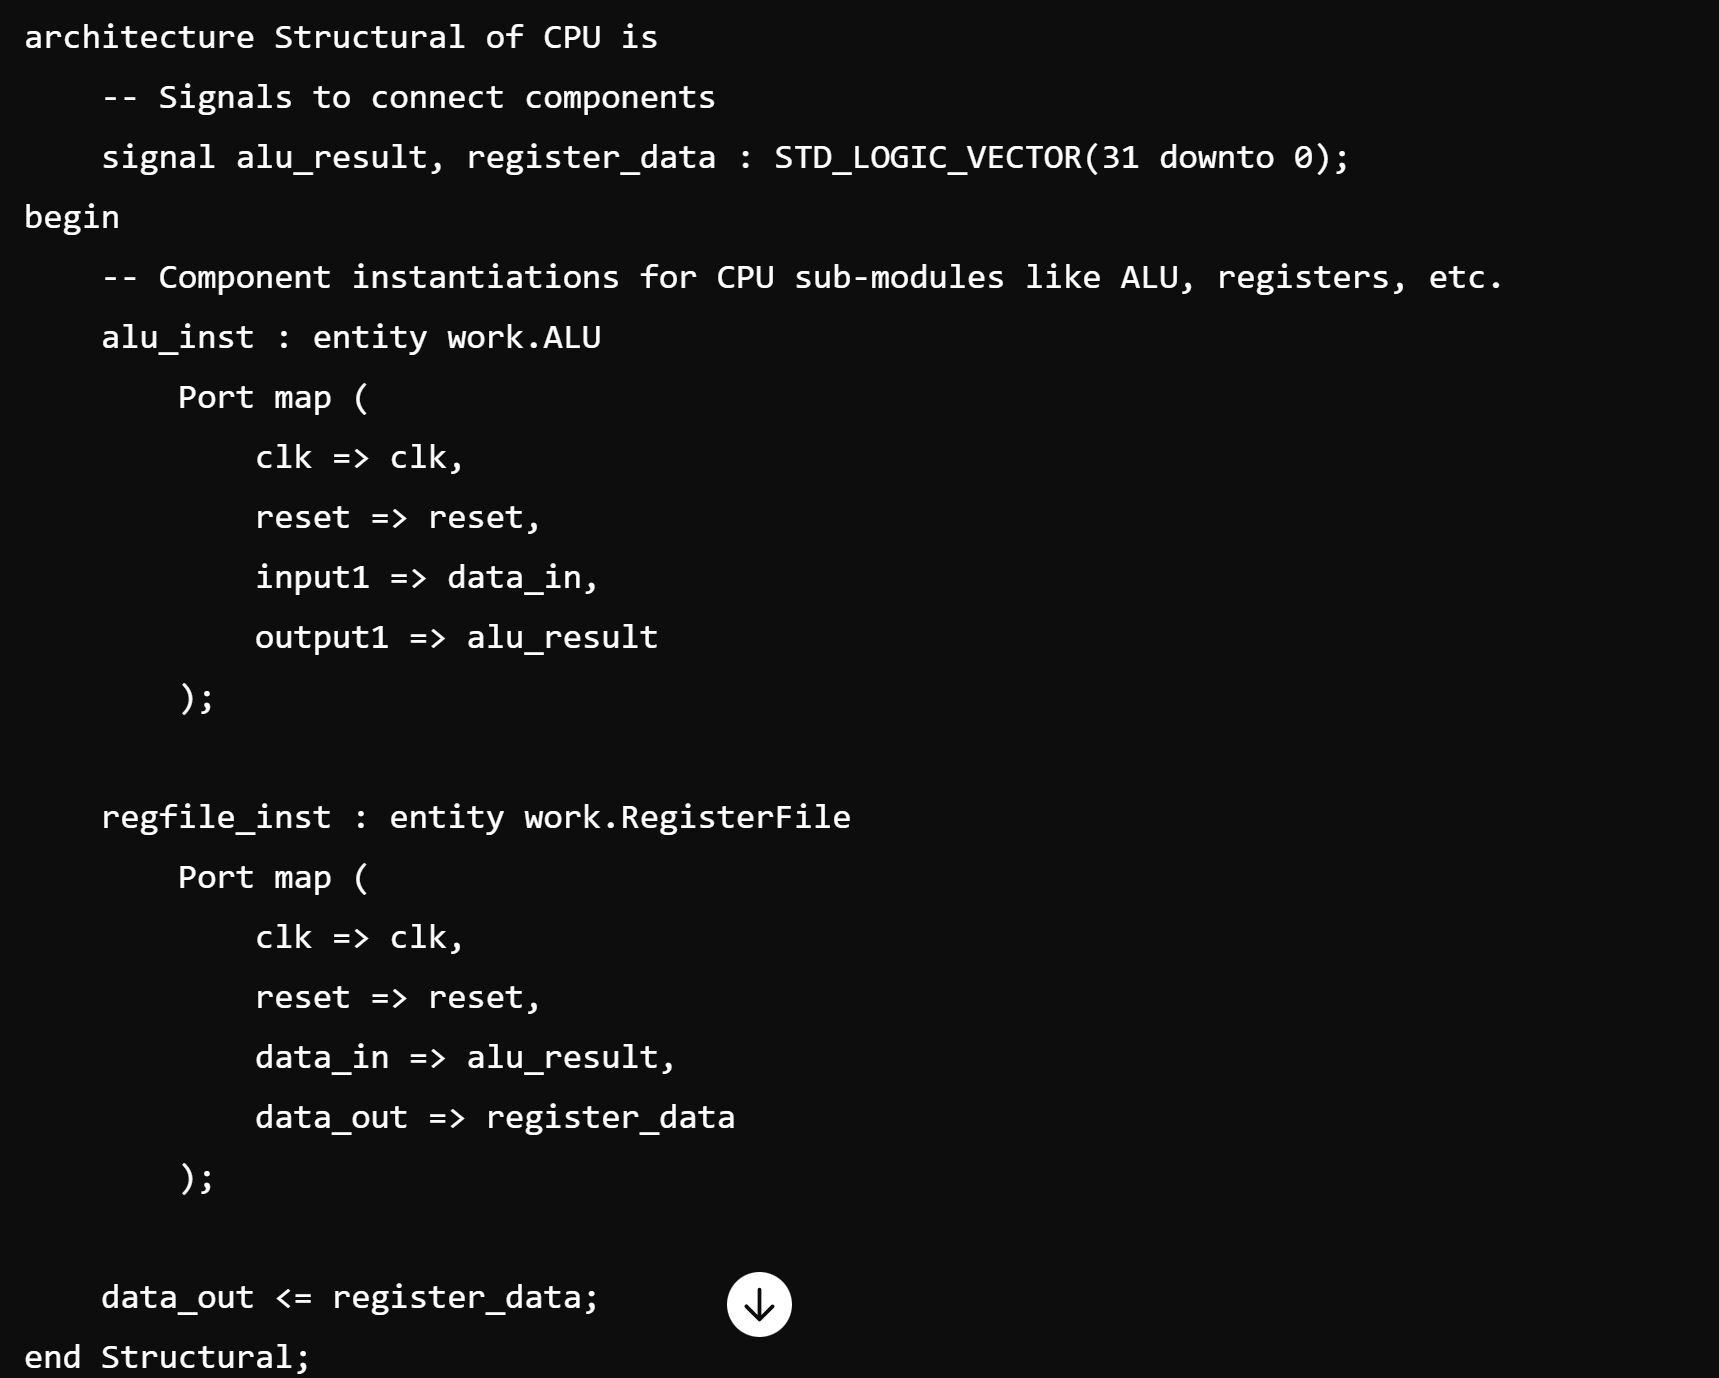 architecture Structural of CPU is
    -- Signals to connect components
    signal alu_result, register_data : STD_LOGIC_VECTOR(31 downto 0);
begin
    -- Component instantiations for CPU sub-modules like ALU, registers, etc.
    alu_inst : entity work.ALU
        Port map (
            clk => clk,
            reset => reset,
            input1 => data_in,
            output1 => alu_result
        );

    regfile_inst : entity work.RegisterFile
        Port map (
            clk => clk,
            reset => reset,
            data_in => alu_result,
            data_out => register_data
        );

    data_out <= register_data;
end Structural;